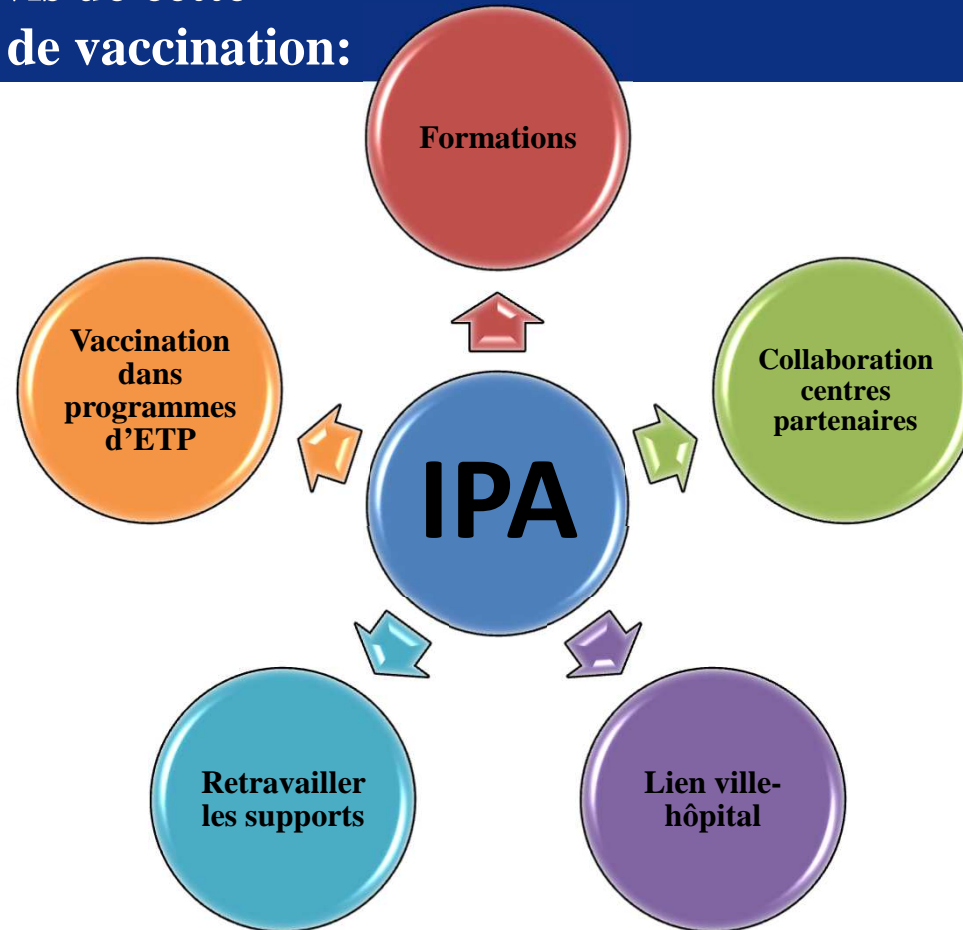 de vaccination:
Formations
Vaccination
dans
programmes
d’ETP
Collaboration
centres
partenaires
IPA
Retravailler
les supports
Lien ville-
hôpital